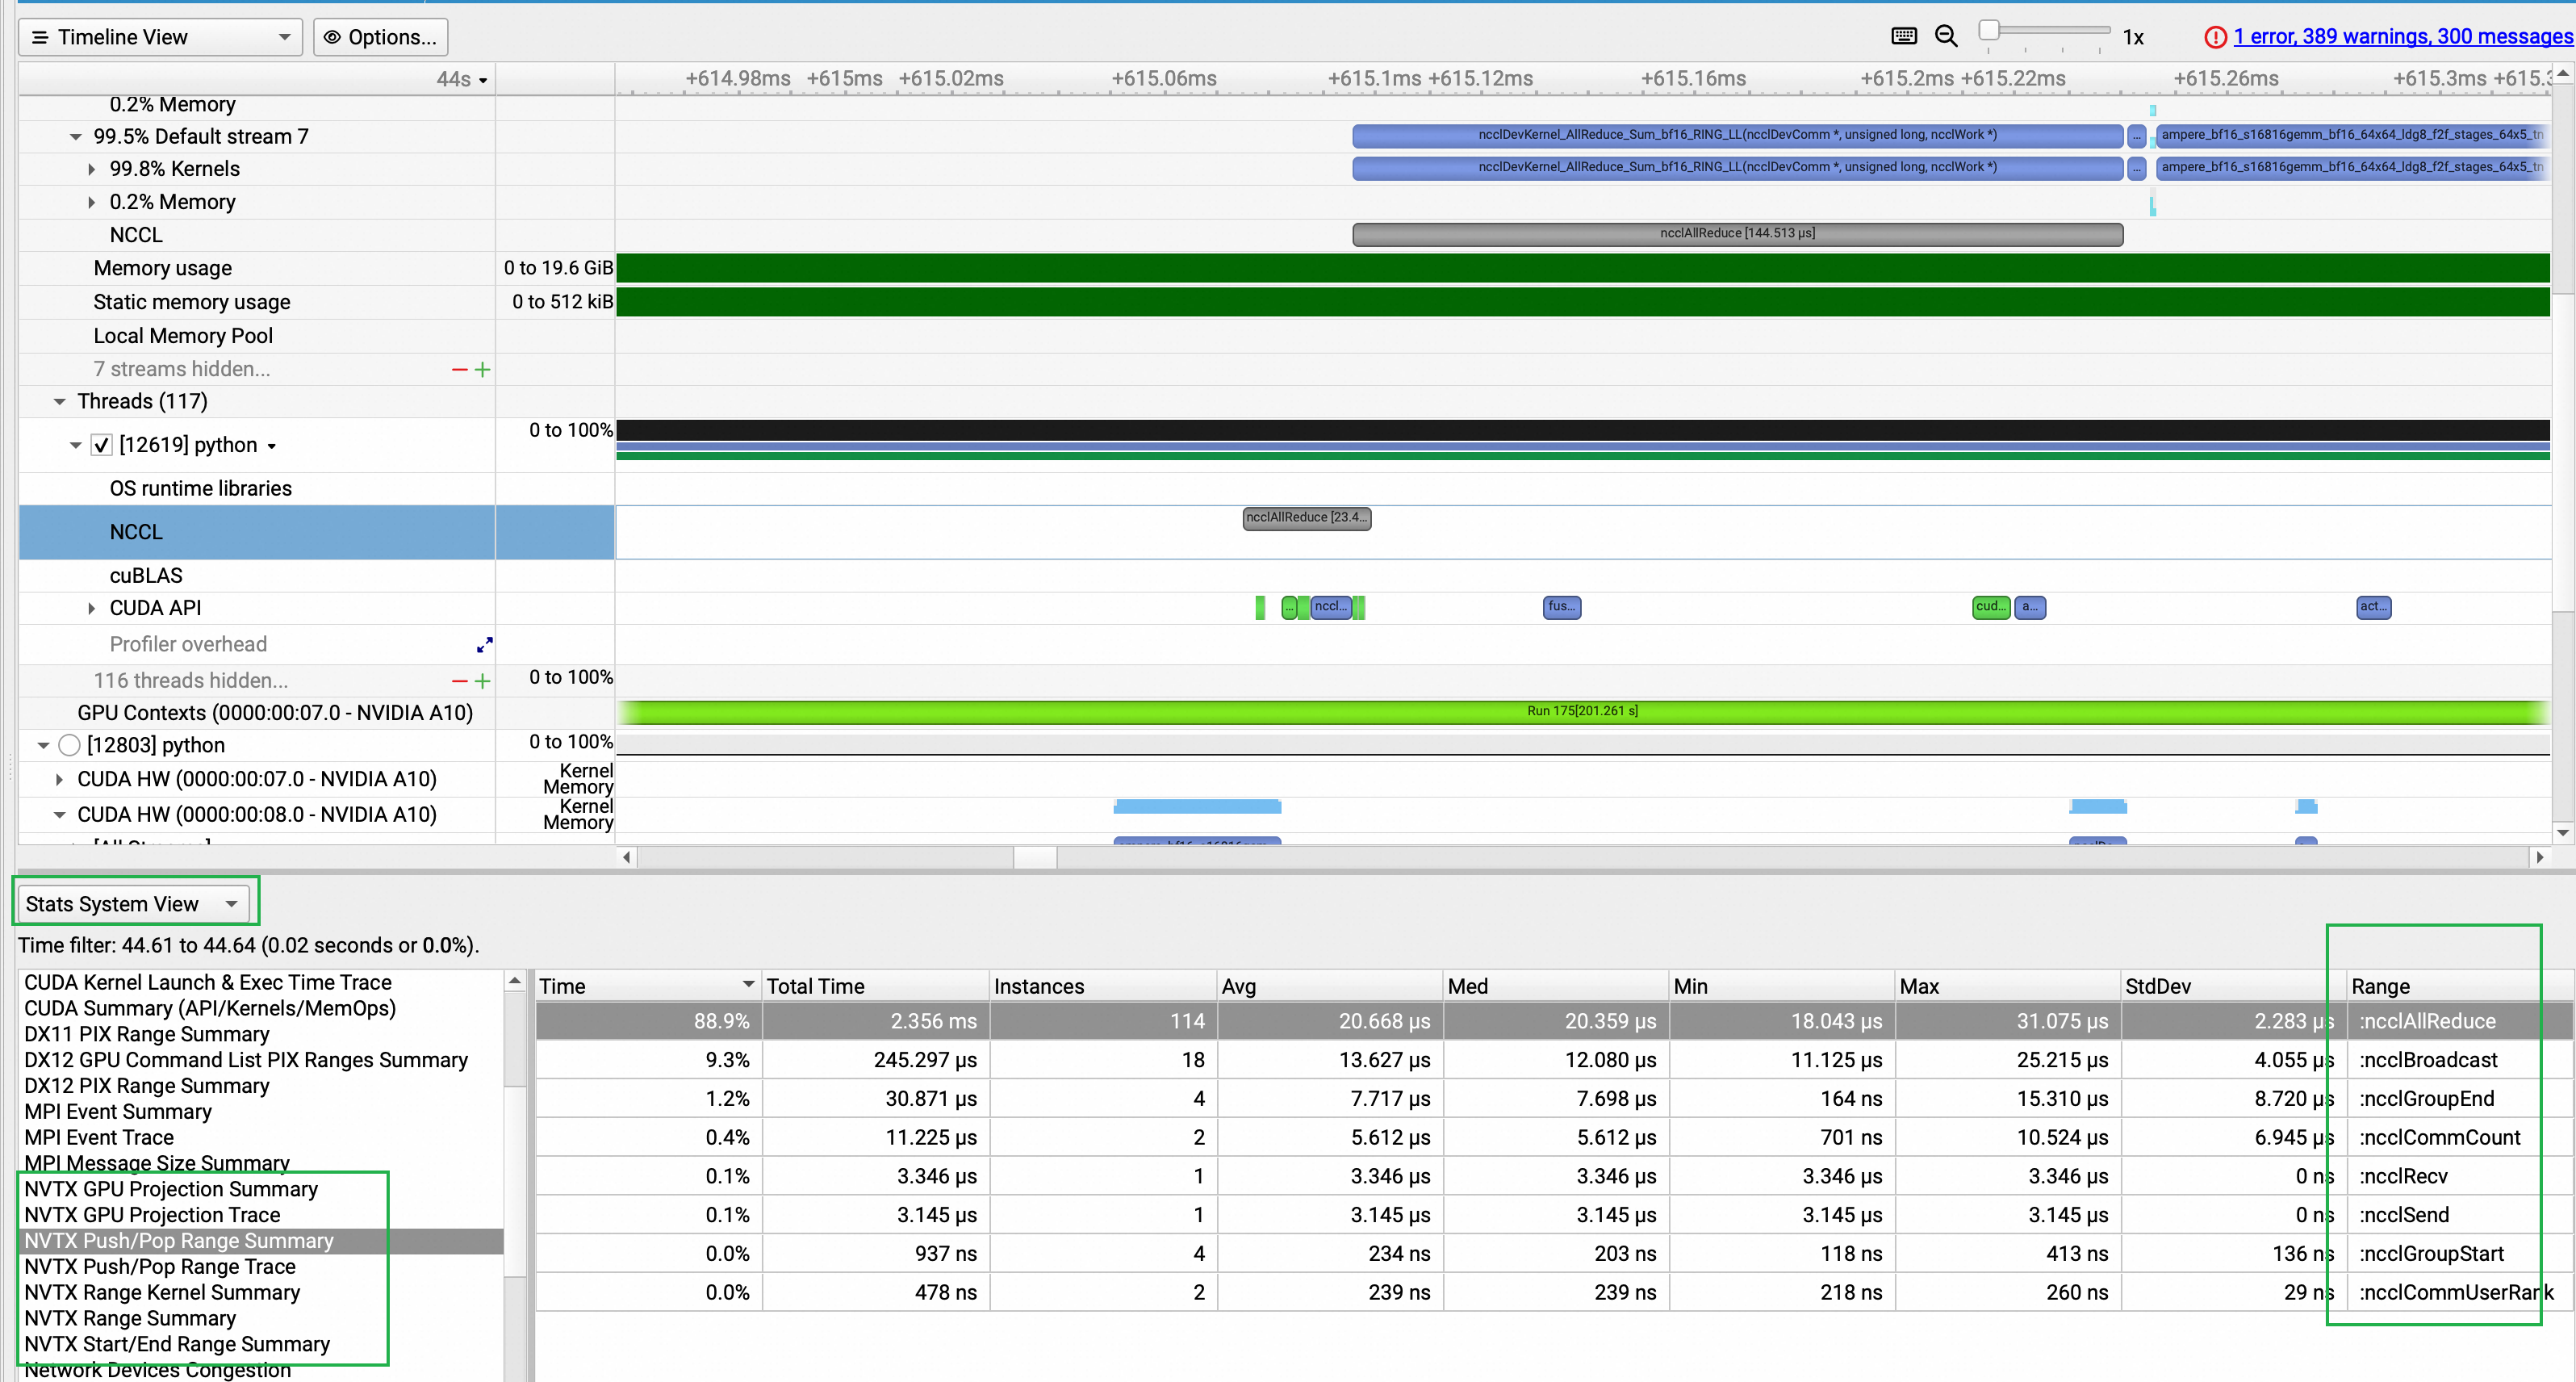 Timeline View Options... 1x 1 error, 389 warnings, 300 messages
44s +614.98ms +615ms +615.02ms +615.06ms +615.1ms +615.12ms +615.16ms +615.2ms +615.22ms +615.26ms +615.3ms
0.2% Memory
99.5% Default stream 7 ncclDevKernel_AllReduce_Sum_bf16_RING_LL(ncclDevComm *, unsigned long, ncclWork *) ... ampere_bf16_s16816gemm_bf16_64x64_ldg8_f2f_stages_64x5_tn
99.8% Kernels ncclDevKernel_AllReduce_Sum_bf16_RING_LL(ncclDevComm *, unsigned long, ncclWork *) ... ampere_bf16_s16816gemm_bf16_64x64_ldg8_f2f_stages_64x5_tn
0.2% Memory
NCCL ncclAllReduce [144.513 μs]
Memory usage 0 to 19.6 GiB
Static memory usage 0 to 512 kiB
Local Memory Pool
7 streams hidden...
Threads (117)
[12619] python 0 to 100%
OS runtime libraries
NCCL ncclAllReduce [23.4...
cuBLAS
CUDA API ... nccl... fus... cud... a... act...
Profiler overhead
116 threads hidden... 0 to 100%
GPU Contexts (0000:00:07.0 - NVIDIA A10) Run 175[201.261 s]
[12803] python 0 to 100%
CUDA HW (0000:00:07.0 - NVIDIA A10) Kernel
Memory
CUDA HW (0000:00:08.0 - NVIDIA A10) Kernel
Memory
Stats System View
Time filter: 44.61 to 44.64 (0.02 seconds or 0.0%).
CUDA Kernel Launch & Exec Time Trace
CUDA Summary (API/Kernels/MemOps)
DX11 PIX Range Summary
DX12 GPU Command List PIX Ranges Summary
DX12 PIX Range Summary
MPI Event Summary
MPI Event Trace
MPI Message Size Summary
NVTX GPU Projection Summary
NVTX GPU Projection Trace
NVTX Push/Pop Range Summary
NVTX Push/Pop Range Trace
NVTX Range Kernel Summary
NVTX Range Summary
NVTX Start/End Range Summary
Network Devices Congestion
Time Total Time Instances Avg Med Min Max StdDev Range
88.9% 2.356 ms 114 20.668 μs 20.359 μs 18.043 μs 31.075 μs 2.283 μs :ncclAllReduce
9.3% 245.297 μs 18 13.627 μs 12.080 μs 11.125 μs 25.215 μs 4.055 μs :ncclBroadcast
1.2% 30.871 μs 4 7.717 μs 7.698 μs 164 ns 15.310 μs 8.720 μs :ncclGroupEnd
0.4% 11.225 μs 2 5.612 μs 5.612 μs 701 ns 10.524 μs 6.945 μs :ncclCommCount
0.1% 3.346 μs 1 3.346 μs 3.346 μs 3.346 μs 3.346 μs 0 ns :ncclRecv
0.1% 3.145 μs 1 3.145 μs 3.145 μs 3.145 μs 3.145 μs 0 ns :ncclSend
0.0% 937 ns 4 234 ns 203 ns 118 ns 413 ns 136 ns :ncclGroupStart
0.0% 478 ns 2 239 ns 239 ns 218 ns 260 ns 29 ns :ncclCommUserRank